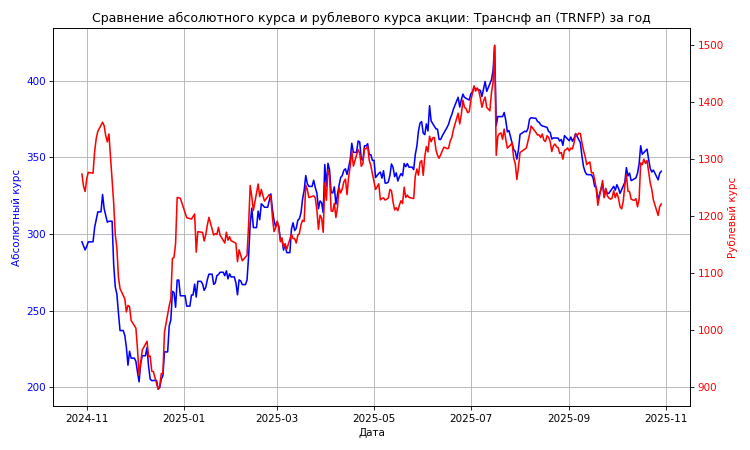 Сравнение абсолютного курса и рублевого курса акции: Транснф ап (TRNFP) за год
Абсолютный курс
400
350
300
250
200
1500
1400
1300
1200
1100
1000
900
Рублевый курс
2024-11 2025-01 2025-03 2025-05 2025-07 2025-09 2025-11
Дата